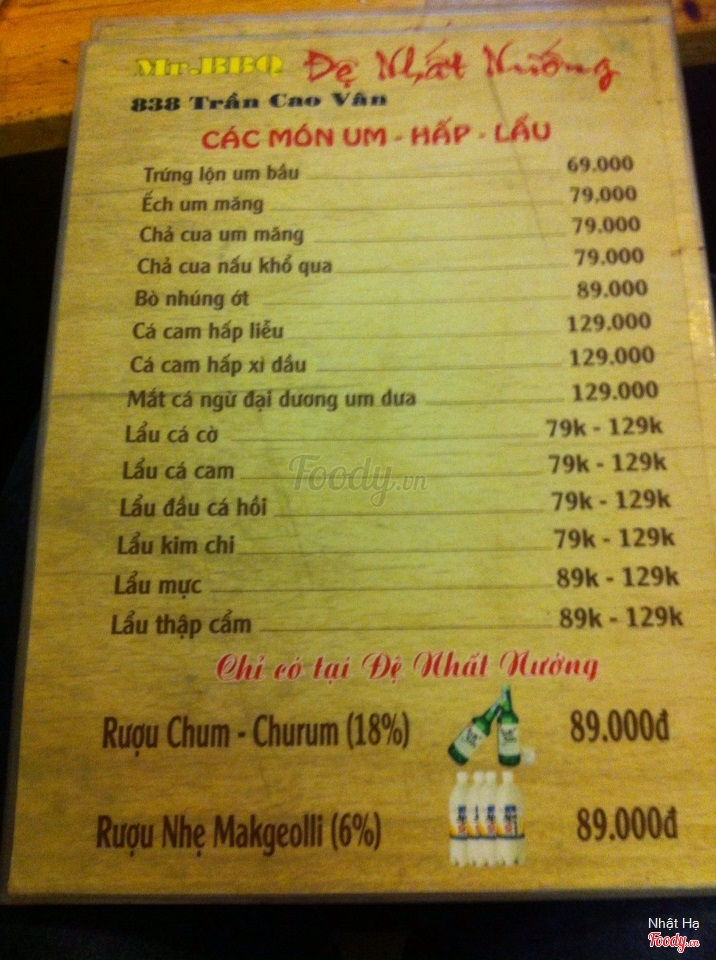 Mr.BBQ Đệ Nhất Nướng
838 Trần Cao Vân
CÁC MÓN UM - HẤP - LẨU
Trứng lộn um bầu 69.000
Ếch um măng 79.000
Chả cua um măng 79.000
Chả cua nấu khổ qua 79.000
Bò nhúng ớt 89.000
Cá cam hấp liễu 129.000
Cá cam hấp xì dầu 129.000
Mắt cá ngừ đại dương um dưa 129.000
Lẩu cá cờ 79k - 129k
Lẩu cá cam 79k - 129k
Lẩu đầu cá hồi 79k - 129k
Lẩu kim chi 79k - 129k
Lẩu mực 89k - 129k
Lẩu thập cẩm 89k - 129k
Foody.vn
Chỉ có tại Đệ Nhất Nướng
Rượu Chum - Churum (18%) 89.000đ
Rượu Nhẹ Makgeolli (6%) 89.000đ
Nhật Hạ
Foody.vn